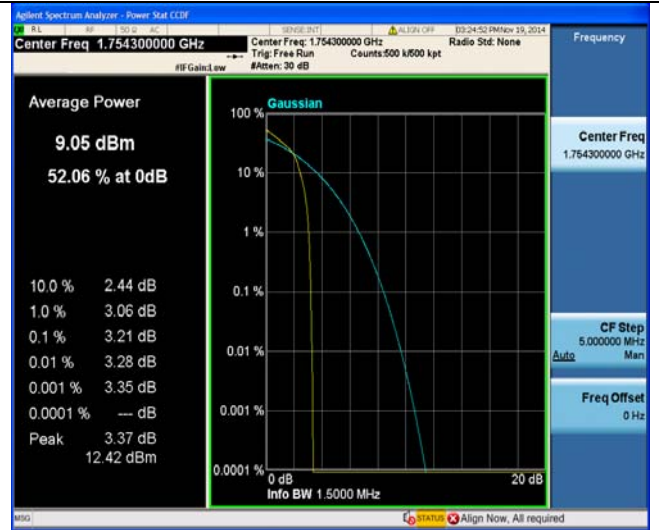 Agilent Spectrum Analyzer - Power Stat CCDF
RL RF 50 Ω AC SENSE:INT ALIGN OFF 03:24:52 PM Nov 19, 2014
Center Freq 1.754300000 GHz
Center Freq: 1.754300000 GHz Radio Std: None
Trig: Free Run Counts:500 k/500 kpt
#IFGain:Low #Atten: 30 dB
Frequency
Average Power
9.05 dBm
52.06 % at 0dB
10.0 % 2.44 dB
1.0 % 3.06 dB
0.1 % 3.21 dB
0.01 % 3.28 dB
0.001 % 3.35 dB
0.0001 % --- dB
Peak 3.37 dB
12.42 dBm
Gaussian
100 %
10 %
1 %
0.1 %
0.01 %
0.001 %
0.0001 %
0 dB 20 dB
Info BW 1.5000 MHz
Center Freq
1.754300000 GHz
CF Step
5.000000 MHz
Auto Man
Freq Offset
0 Hz
MSG STATUS Align Now, All required